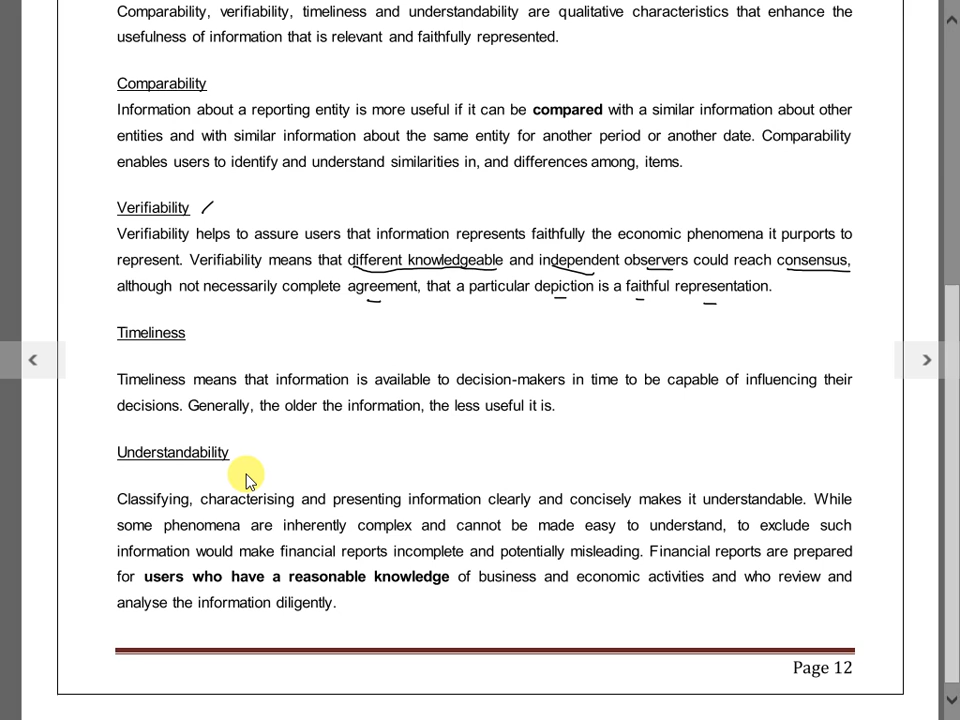 Comparability, verifiability, timeliness and understandability are qualitative characteristics that enhance the
usefulness of information that is relevant and faithfully represented.
Comparability
Information about a reporting entity is more useful if it can be compared with a similar information about other
entities and with similar information about the same entity for another period or another date. Comparability
enables users to identify and understand similarities in, and differences among, items.
Verifiability
Verifiability helps to assure users that information represents faithfully the economic phenomena it purports to
represent. Verifiability means that different knowledgeable and independent observers could reach consensus,
although not necessarily complete agreement, that a particular depiction is a faithful representation.
Timeliness
Timeliness means that information is available to decision-makers in time to be capable of influencing their
decisions. Generally, the older the information, the less useful it is.
Understandability
Classifying, characterising and presenting information clearly and concisely makes it understandable. While
some phenomena are inherently complex and cannot be made easy to understand, to exclude such
information would make financial reports incomplete and potentially misleading. Financial reports are prepared
for users who have a reasonable knowledge of business and economic activities and who review and
analyse the information diligently.
Page 12